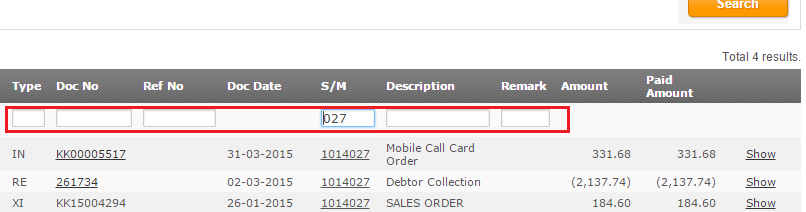 Search
Total 4 results.
Type Doc No Ref No Doc Date S/M Description Remark Amount Paid Amount
027
IN KK00005517 31-03-2015 1014027 Mobile Call Card Order 331.68 331.68 Show
RE 261734 02-03-2015 1014027 Debtor Collection (2,137.74) (2,137.74) Show
XI KK15004294 26-01-2015 1014027 SALES ORDER 184.60 184.60 Show